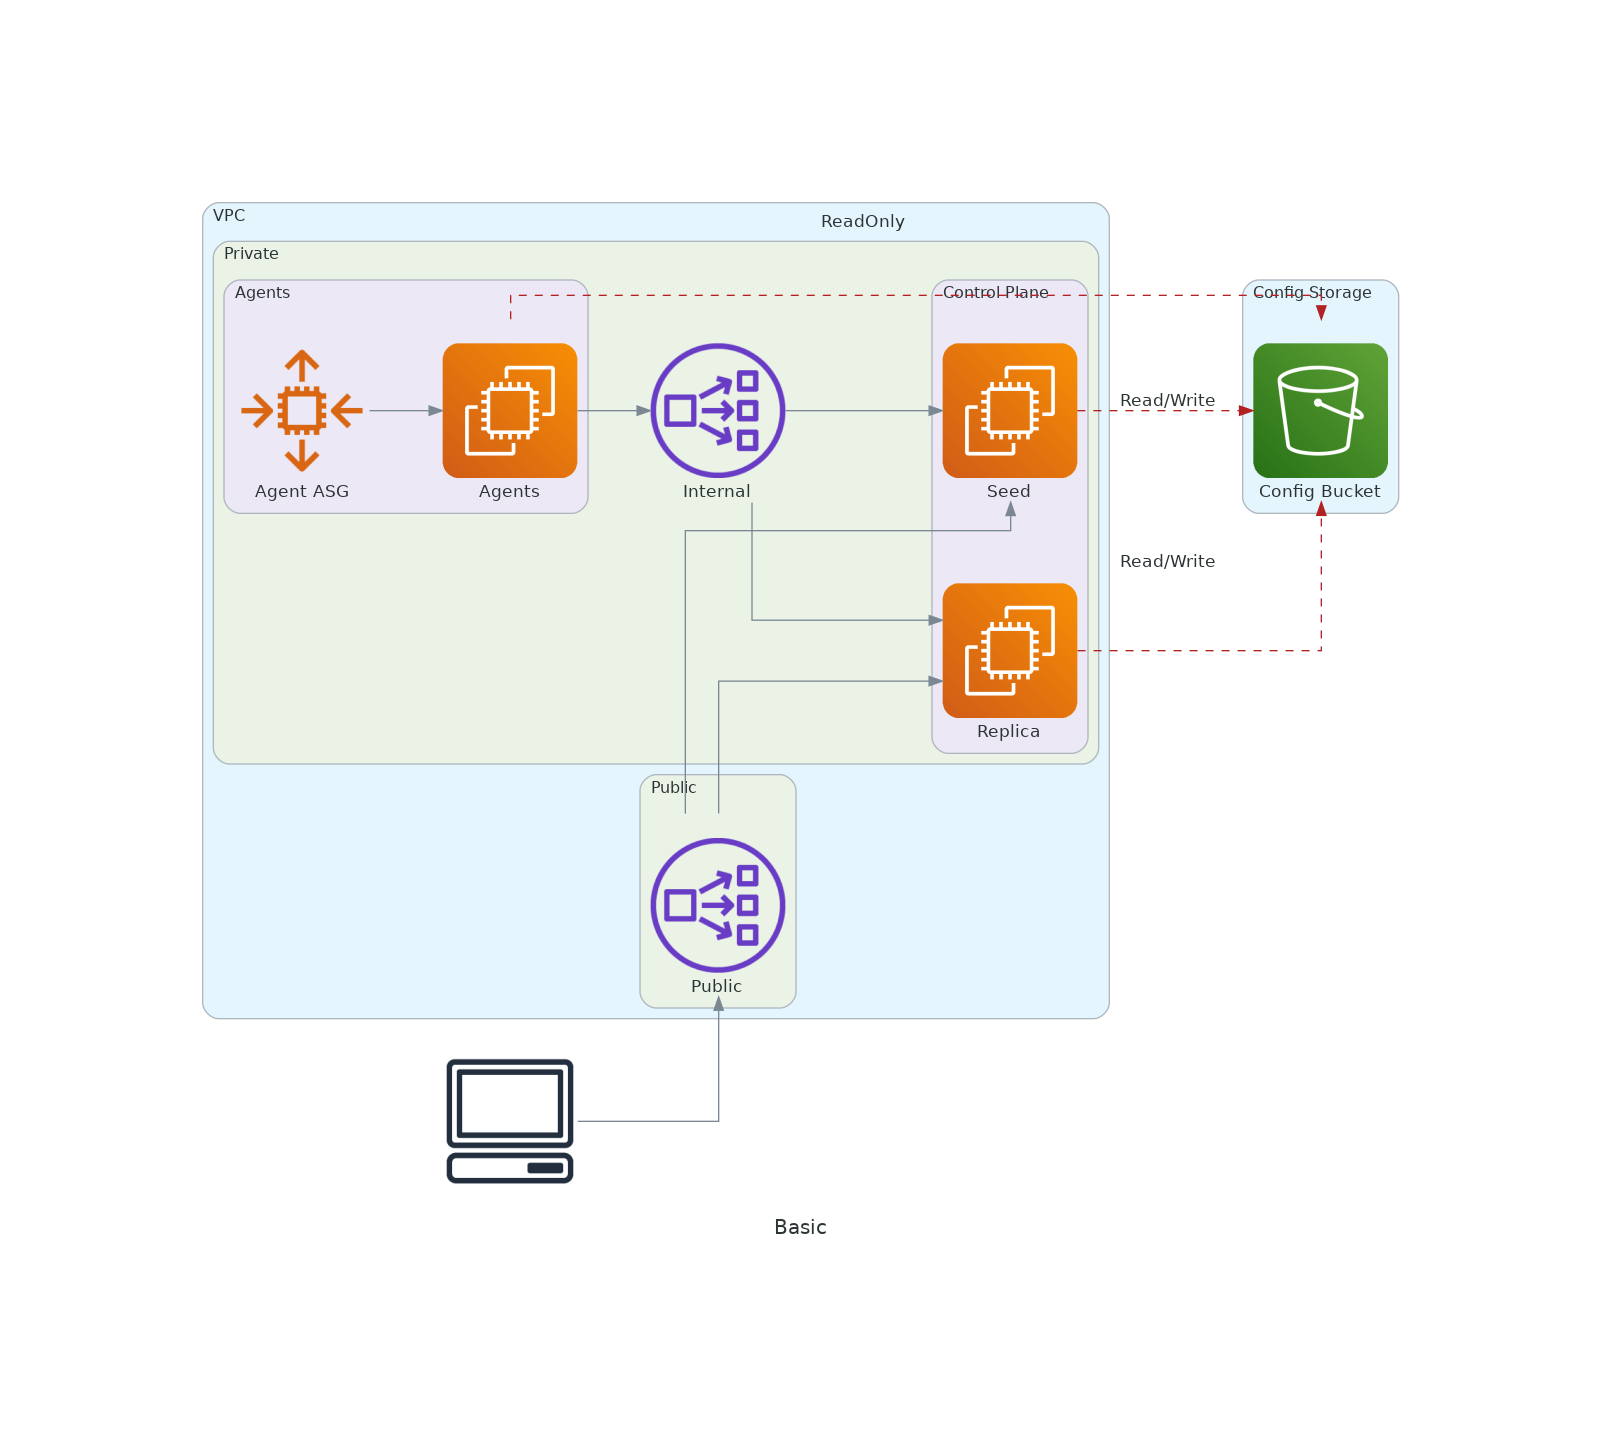 VPC
ReadOnly
Private
Agents
Control Plane
Config Storage
Read/Write
Agent ASG
Agents
Internal
Seed
Config Bucket
Read/Write
Replica
Public
Public
Basic